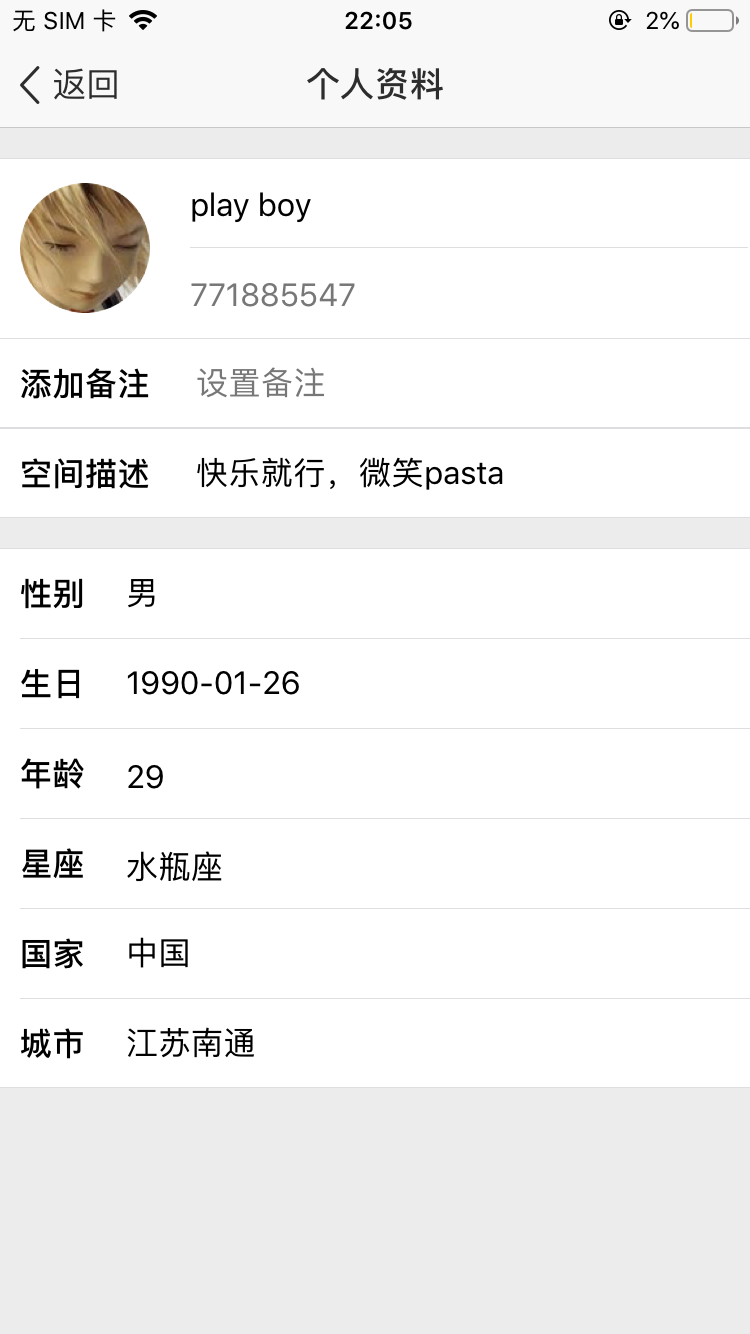 无 SIM 卡 22:05 2%
返回 个人资料
play boy
771885547
添加备注 设置备注
空间描述 快乐就行，微笑pasta
性别 男
生日 1990-01-26
年龄 29
星座 水瓶座
国家 中国
城市 江苏南通